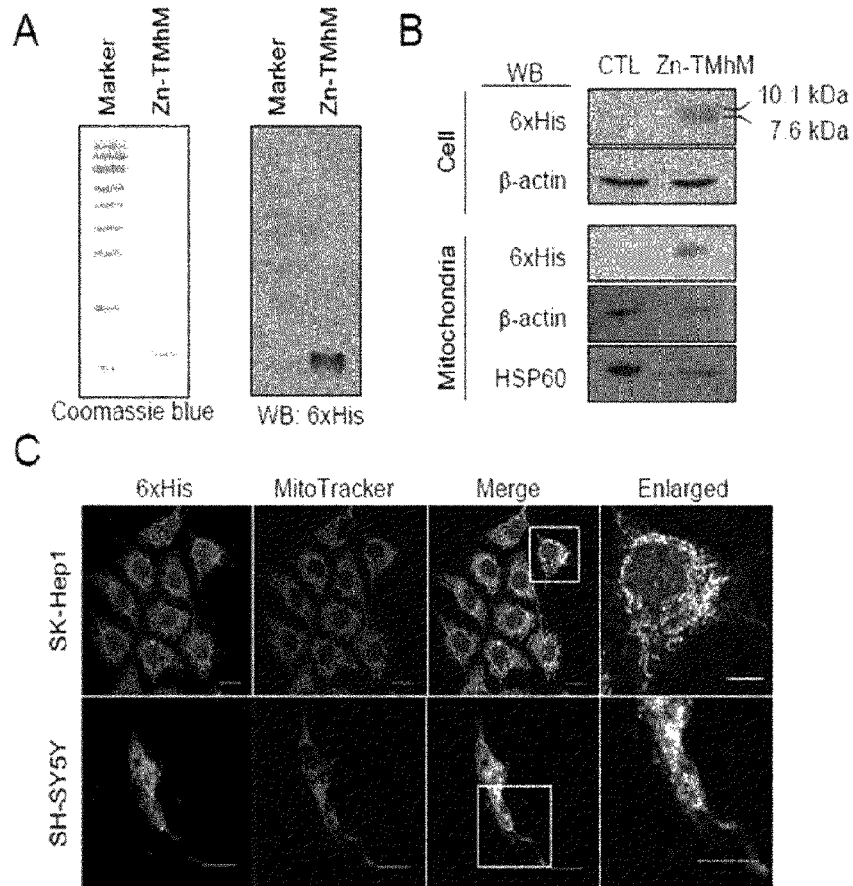 A
Marker
Zn-TMhM
Marker
Zn-TMhM
Coomassie blue
WB: 6xHis
B
WB
CTL
Zn-TMhM
Cell
6xHis
10.1 kDa
7.6 kDa
β-actin
Mitochondria
6xHis
β-actin
HSP60
C
6xHis
MitoTracker
Merge
Enlarged
SK-Hep1
SH-SY5Y